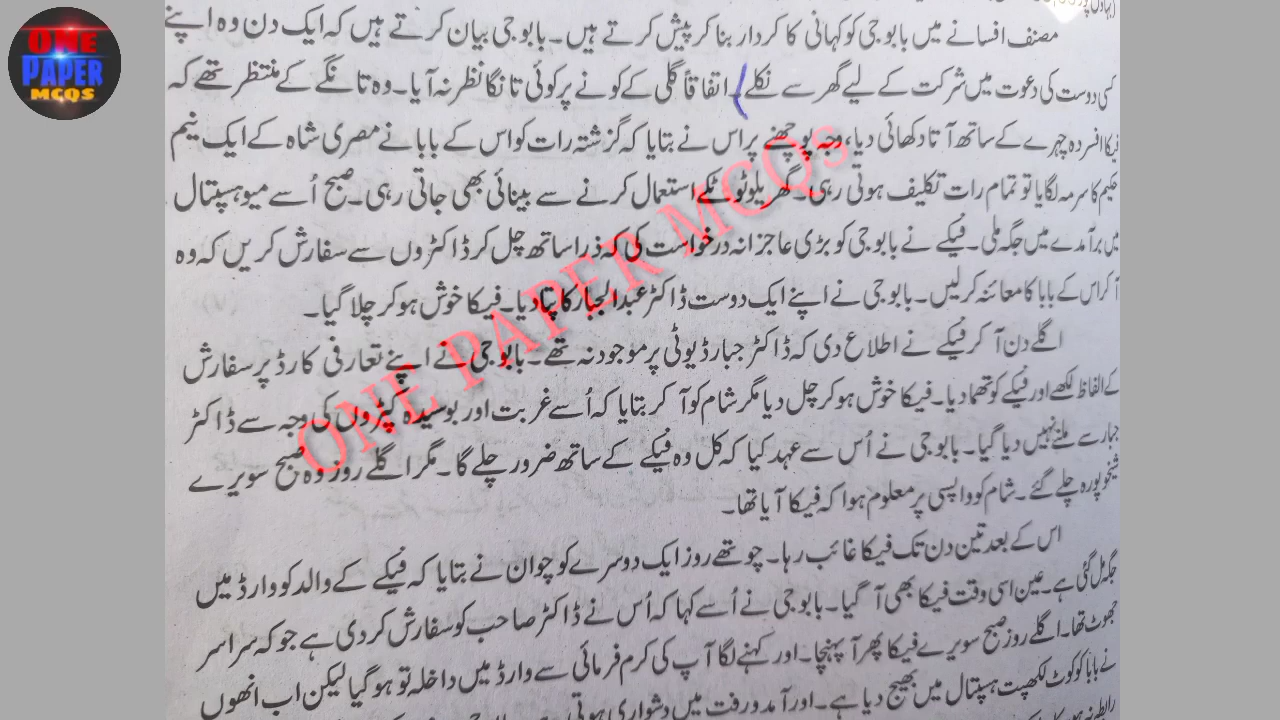 ONE
PAPER
MCQS
مصنف افسانے میں بابو جی کو کہانی کا کردار بنا کر پیش کرتے ہیں۔ بابو جی بیان کرتے ہیں کہ ایک دن وہ اپنے
کسی دوست کی دعوت میں شرکت کے لیے گھر سے نکلے۔ اتفاقاً گلی کے کونے پر کوئی تانگا نظر نہ آیا۔ وہ تانگے کے منتظر تھے کہ
فیکا افسردہ چہرے کے ساتھ آتا دکھائی دیا، وجہ پوچھنے پر اس نے بتایا کہ گزشتہ رات کو اس کے بابا نے مصری شاہ کے ایک نیم
حکیم کا سرمہ لگایا تو تمام رات تکلیف ہوتی رہی۔ گھریلو ٹوٹکے استعمال کرنے سے بینائی بھی جاتی رہی۔ صبح اُسے میو ہسپتال
میں برآمدے میں جگہ ملی۔ فیکے نے بابو جی کو بڑی عاجزانہ درخواست کی کہ ذرا ساتھ چل کر ڈاکٹروں سے سفارش کریں کہ وہ
آ کر اس کے بابا کا معائنہ کر لیں۔ بابو جی نے اپنے ایک دوست ڈاکٹر عبدالجبار کا پتا دیا۔ فیکا خوش ہو کر چلا گیا۔
اگلے دن آ کر فیکے نے اطلاع دی کہ ڈاکٹر جبار ڈیوٹی پر موجود نہ تھے۔ بابو جی نے اپنے تعارفی کارڈ پر سفارش
کے الفاظ لکھے اور فیکے کو تھما دیا۔ فیکا خوش ہو کر چل دیا مگر شام کو آ کر بتایا کہ اُسے غربت اور بوسیدہ کپڑوں کی وجہ سے ڈاکٹر
جبار سے ملنے نہیں دیا گیا۔ بابو جی نے اُس سے عہد کیا کہ کل وہ فیکے کے ساتھ ضرور چلے گا۔ مگر اگلے روز وہ صبح سویرے
شیخوپورہ چلے گئے۔ شام کو واپسی پر معلوم ہوا کہ فیکا آیا تھا۔
اس کے بعد تین دن تک فیکا غائب رہا۔ چوتھے روز ایک دوسرے کوچوان نے بتایا کہ فیکے کے والد کو وارڈ میں
جگہ مل گئی ہے۔ عین اسی وقت فیکا بھی آ گیا۔ بابو جی نے اُسے کہا کہ اُس نے ڈاکٹر صاحب کو سفارش کر دی ہے جو کہ سراسر
جھوٹ تھا۔ اگلے روز صبح سویرے فیکا پھر آ پہنچا۔ اور کہنے لگا آپ کی کرم فرمائی سے وارڈ میں داخلہ تو ہو گیا لیکن اب انھوں
نے بابا کو کوٹ لکھپت ہسپتال میں بھیج دیا ہے۔ اور آمدورفت میں دشواری ہوتی
ONE PAPER MCQs